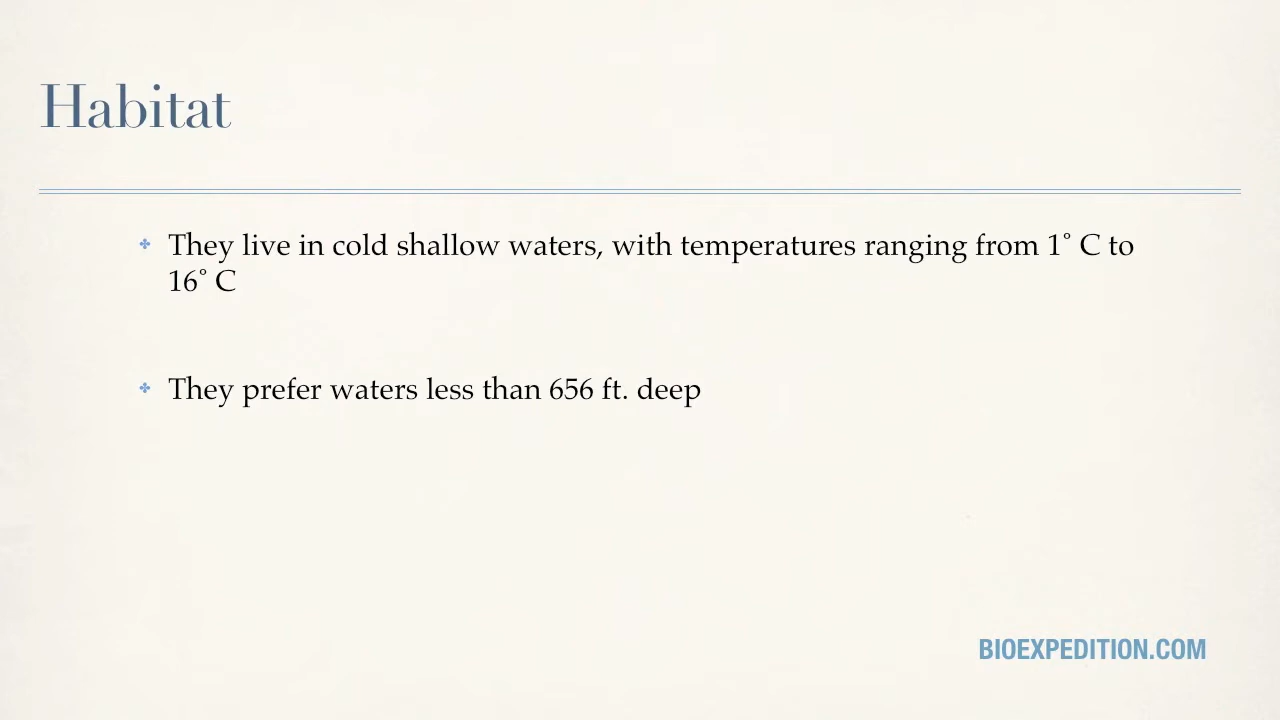 Habitat
They live in cold shallow waters, with temperatures ranging from 1˚ C to
16˚ C
They prefer waters less than 656 ft. deep
BIOEXPEDITION.COM